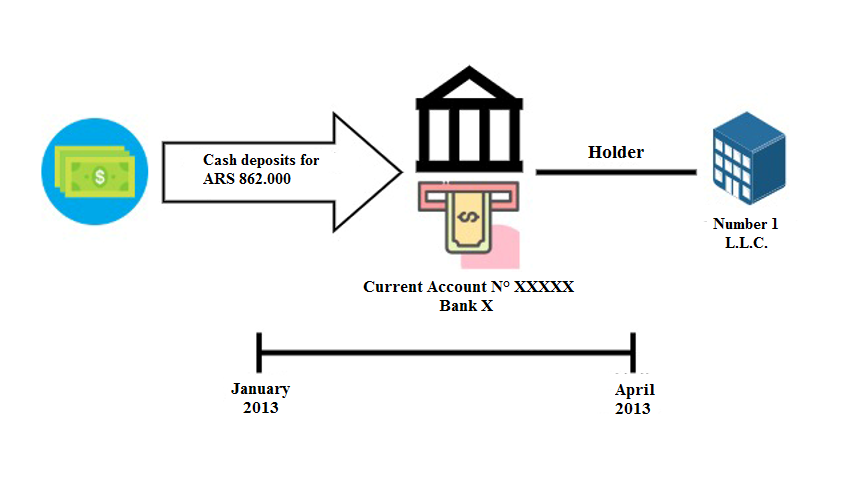 Cash deposits for
ARS 862.000
Holder
Number 1
L.L.C.
Current Account N° XXXXX
Bank X
January
2013
April
2013